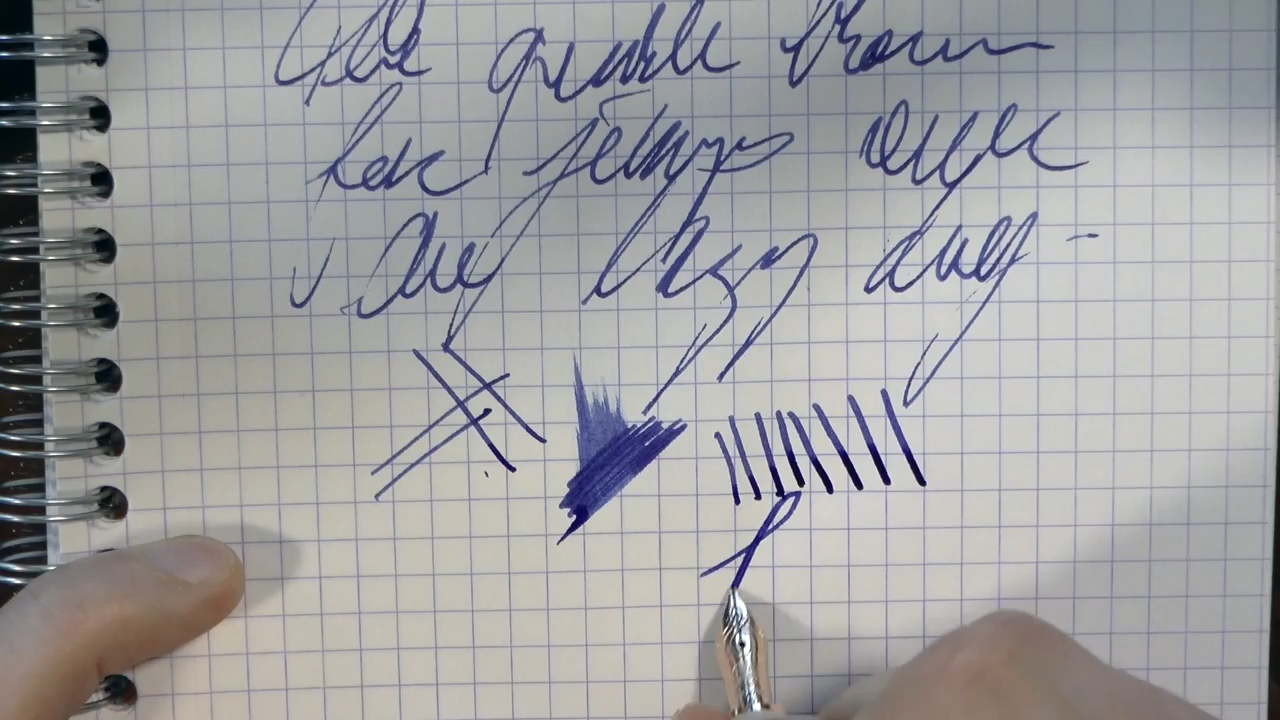 The quick brown
fox jumps over
the lazy dog -